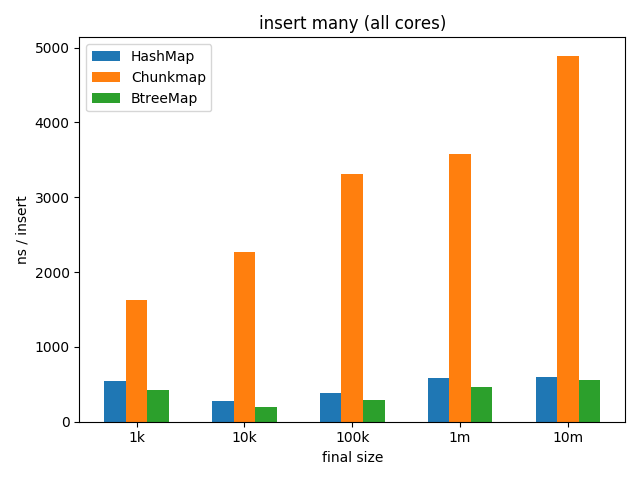 insert many (all cores)
HashMap
Chunkmap
BtreeMap
ns / insert
5000
4000
3000
2000
1000
0
1k 10k 100k 1m 10m
final size